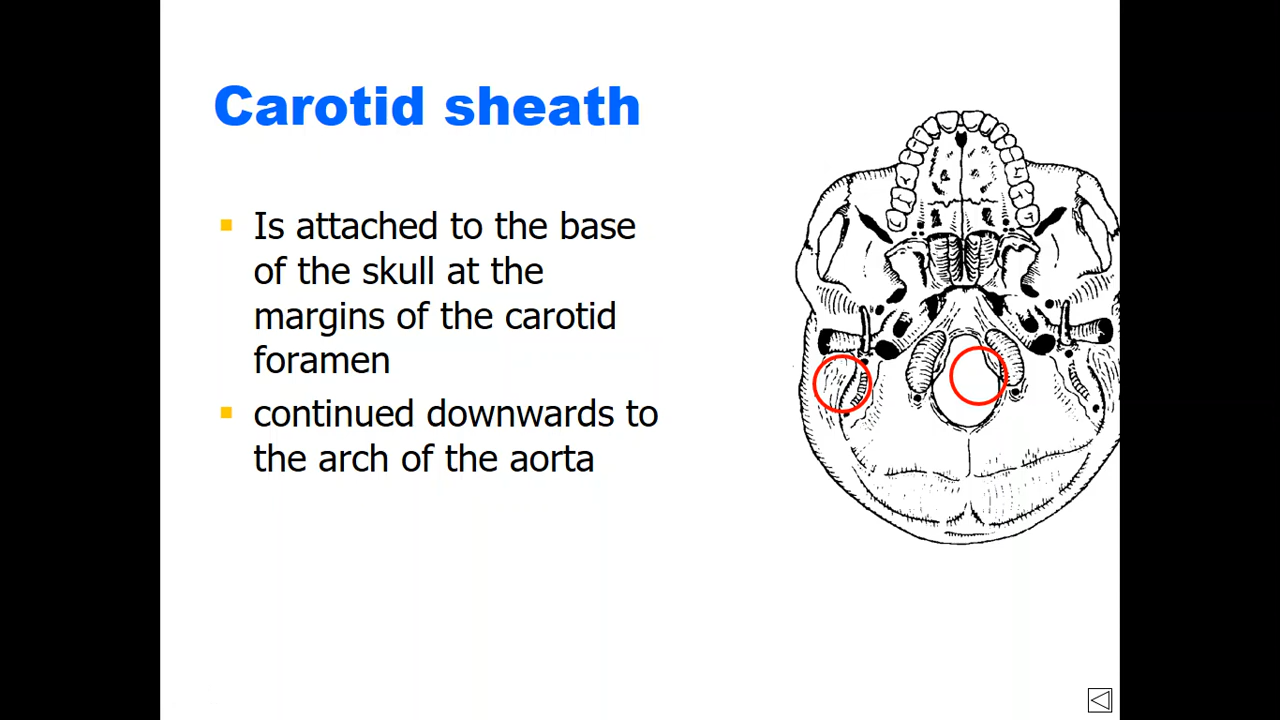 Carotid sheath
Is attached to the base
of the skull at the
margins of the carotid
foramen
continued downwards to
the arch of the aorta